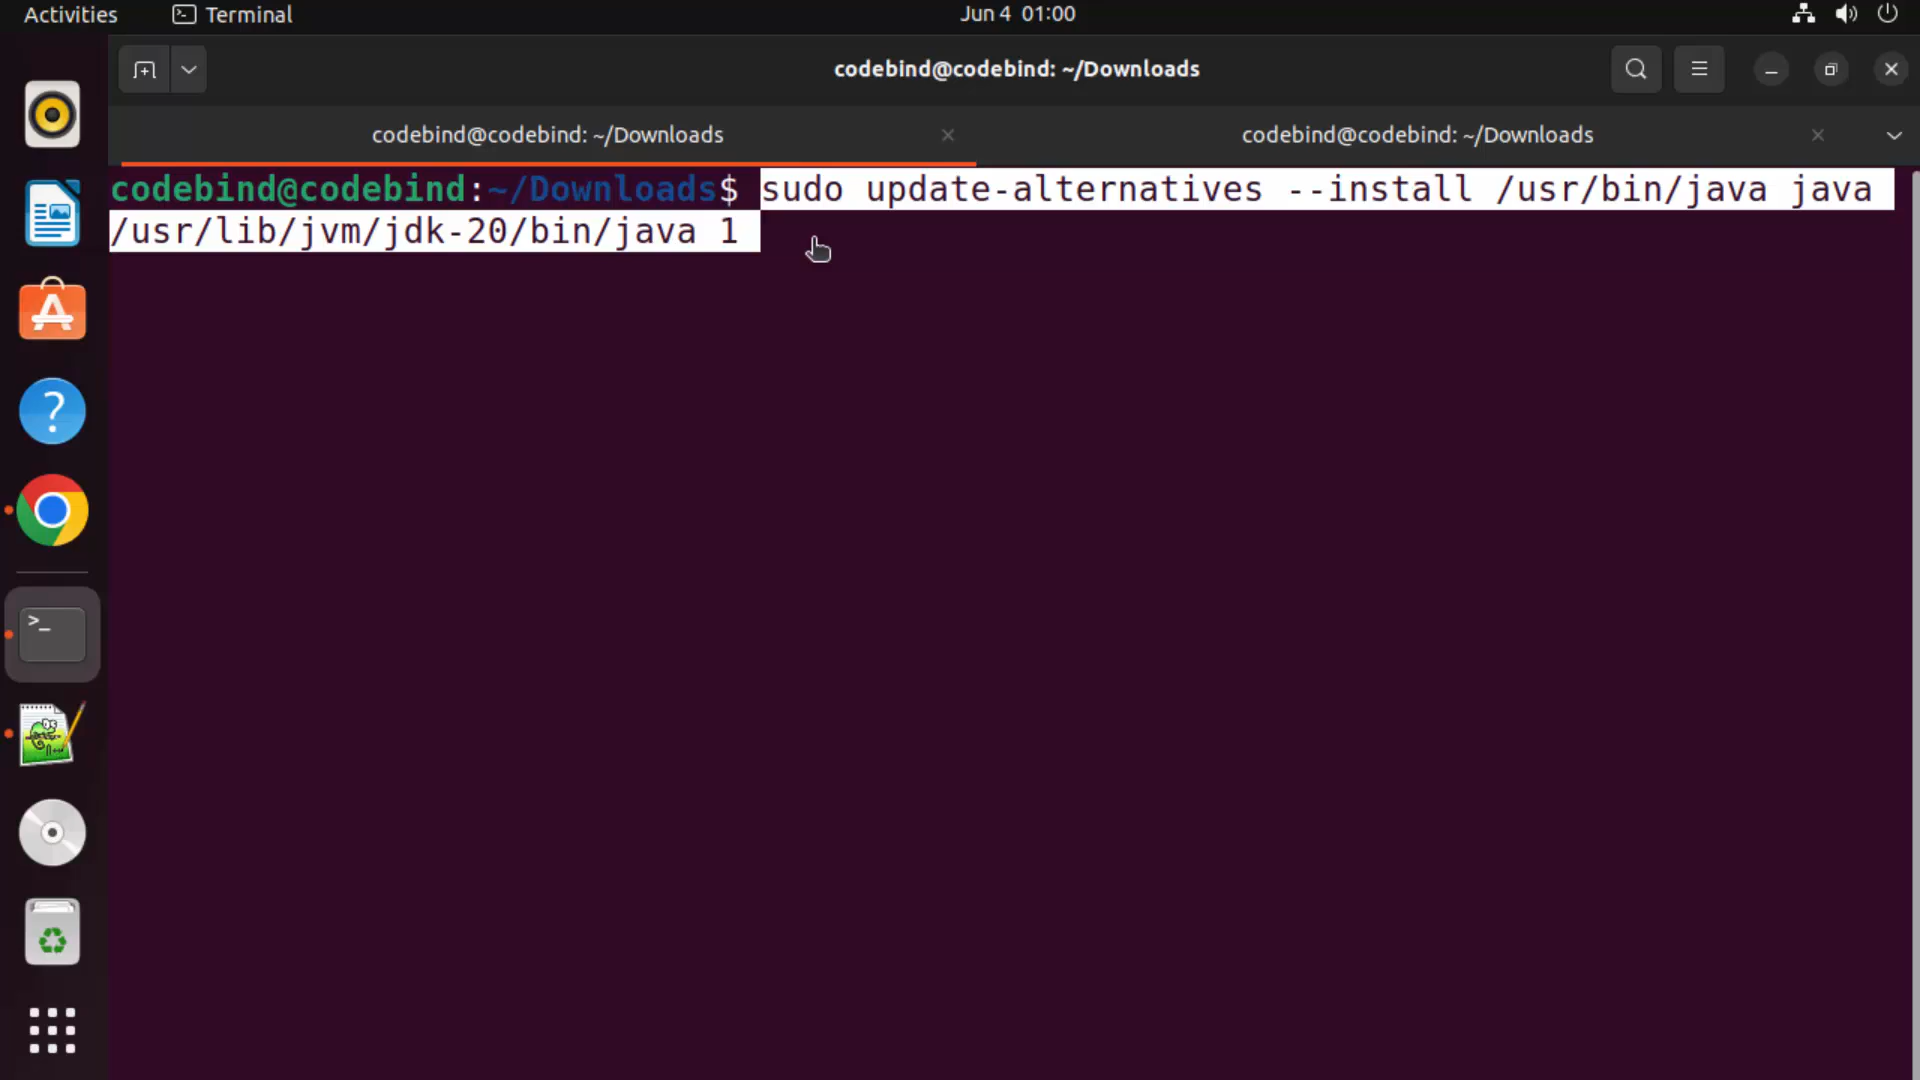 Activities Terminal Jun 4 01:00
codebind@codebind: ~/Downloads
codebind@codebind: ~/Downloads codebind@codebind: ~/Downloads
codebind@codebind:~/Downloads$ sudo update-alternatives --install /usr/bin/java java
/usr/lib/jvm/jdk-20/bin/java 1